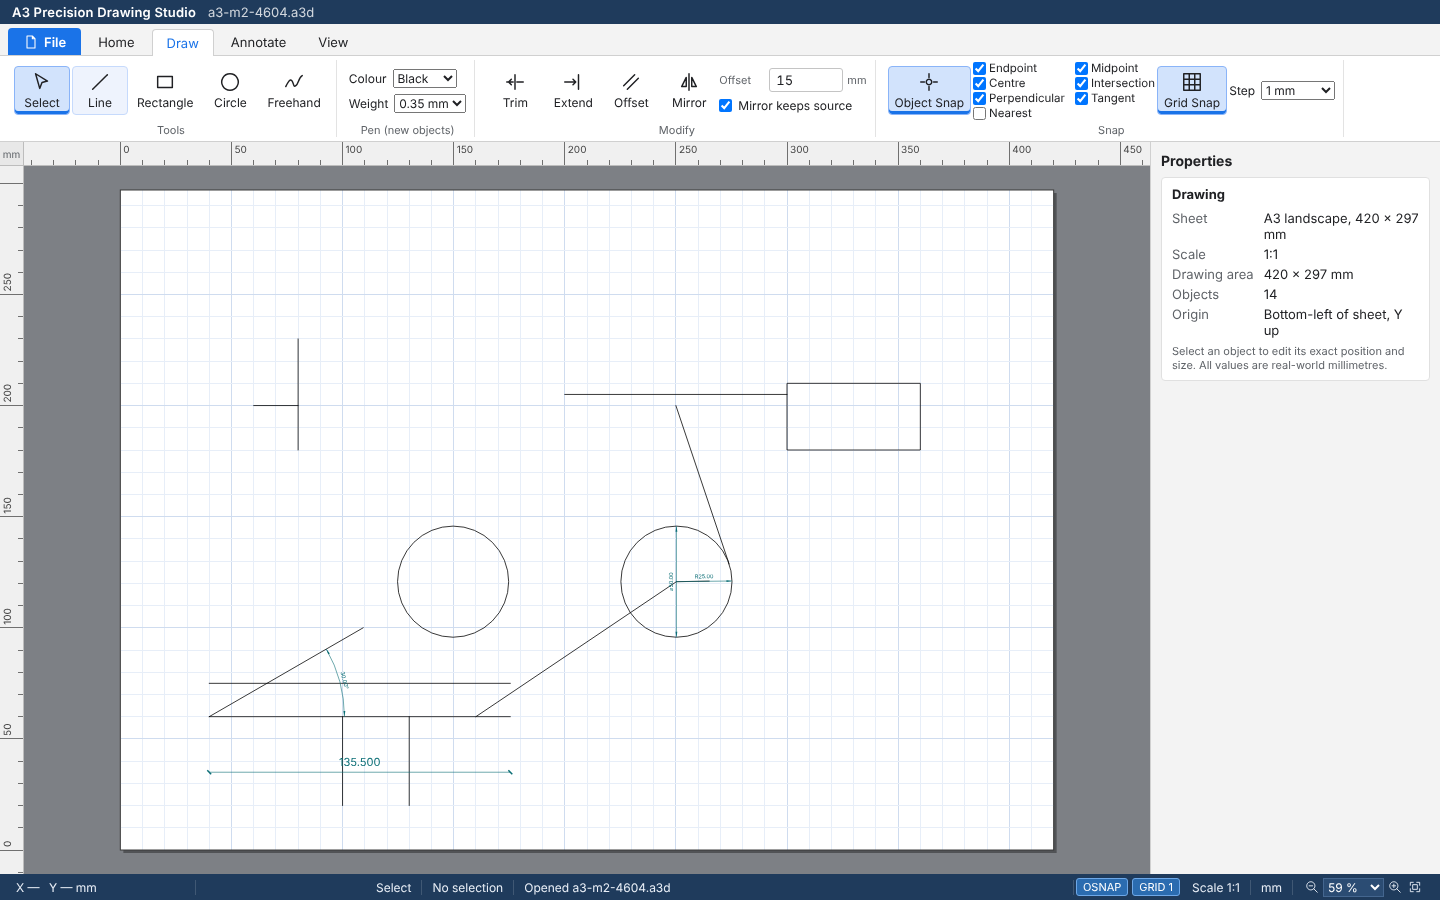 A3 Precision Drawing Studio a3-m2-4604.a3d
File Home Draw Annotate View
Select Line Rectangle Circle Freehand
Tools
Colour Black
Weight 0.35 mm
Pen (new objects)
Trim Extend Offset Mirror
Offset 15 mm
Mirror keeps source
Modify
Object Snap
Endpoint Midpoint
Centre Intersection
Perpendicular Tangent
Nearest
Grid Snap Step 1 mm
Snap
mm 0 50 100 150 200 250 300 350 400 450
250
200
150
100
50
0
R25.00
135.500
Properties
Drawing
Sheet A3 landscape, 420 × 297 mm
Scale 1:1
Drawing area 420 × 297 mm
Objects 14
Origin Bottom-left of sheet, Y up
Select an object to edit its exact position and
size. All values are real-world millimetres.
X — Y — mm Select No selection Opened a3-m2-4604.a3d OSNAP GRID 1 Scale 1:1 mm 59 %